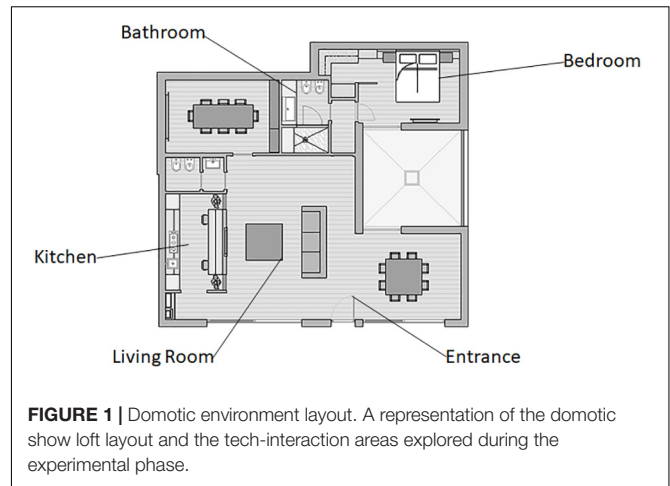 Bathroom
Bedroom
Kitchen
Living Room
Entrance
FIGURE 1 | Domotic environment layout. A representation of the domotic
show loft layout and the tech-interaction areas explored during the
experimental phase.